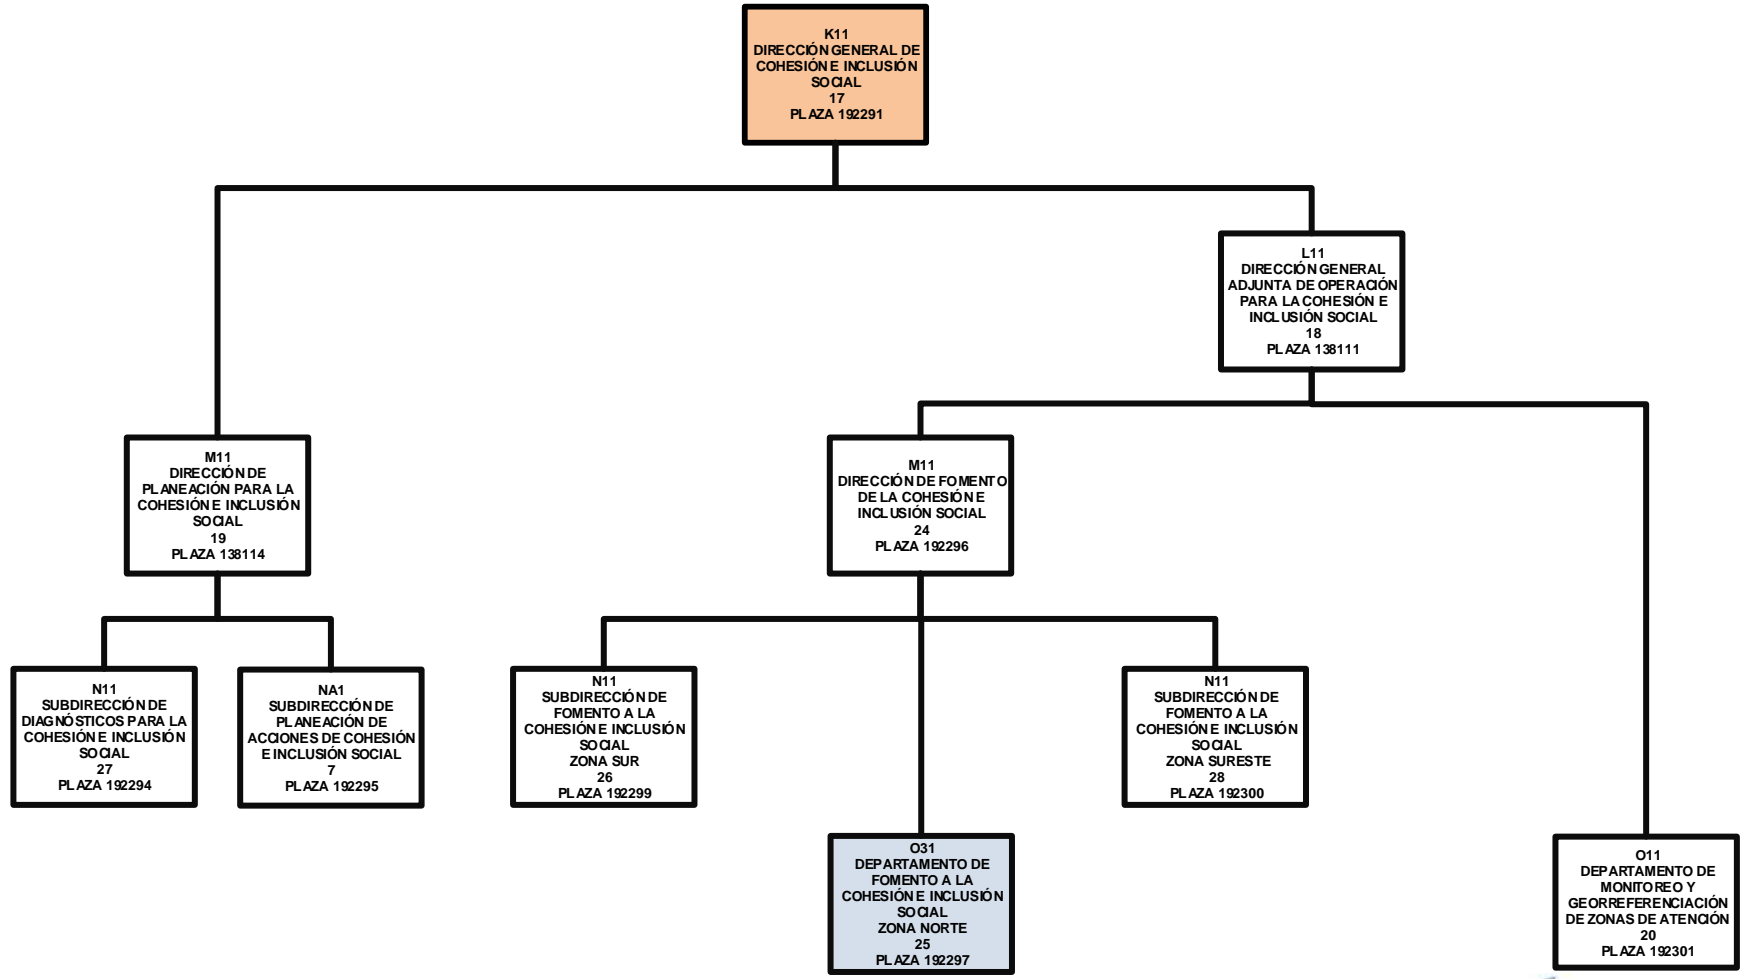 K11
DIRECCIÓN GENERAL DE
COHESIÓN E INCLUSIÓN
SOCIAL
17
PLAZA 192291
L11
DIRECCIÓN GENERAL
ADJUNTA DE OPERACIÓN
PARA LA COHESIÓN E
INCLUSIÓN SOCIAL
18
PLAZA 138111
M11
DIRECCIÓN DE
PLANEACIÓN PARA LA
COHESIÓN E INCLUSIÓN
SOCIAL
19
PLAZA 138114
M11
DIRECCIÓN DE FOMENTO
DE LA COHESIÓN E
INCLUSIÓN SOCIAL
24
PLAZA 192296
N11
SUBDIRECCIÓN DE
DIAGNÓSTICOS PARA LA
COHESIÓN E INCLUSIÓN
SOCIAL
27
PLAZA 192294
NA1
SUBDIRECCIÓN DE
PLANEACIÓN DE
ACCIONES DE COHESIÓN
E INCLUSIÓN SOCIAL
7
PLAZA 192295
N11
SUBDIRECCIÓN DE
FOMENTO A LA
COHESIÓN E INCLUSIÓN
SOCIAL
ZONA SUR
26
PLAZA 192299
N11
SUBDIRECCIÓN DE
FOMENTO A LA
COHESIÓN E INCLUSIÓN
SOCIAL
ZONA SURESTE
28
PLAZA 192300
O31
DEPARTAMENTO DE
FOMENTO A LA
COHESIÓN E INCLUSIÓN
SOCIAL
ZONA NORTE
25
PLAZA 192297
O11
DEPARTAMENTO DE
MONITOREO Y
GEORREFERENCIACIÓN
DE ZONAS DE ATENCIÓN
20
PLAZA 192301